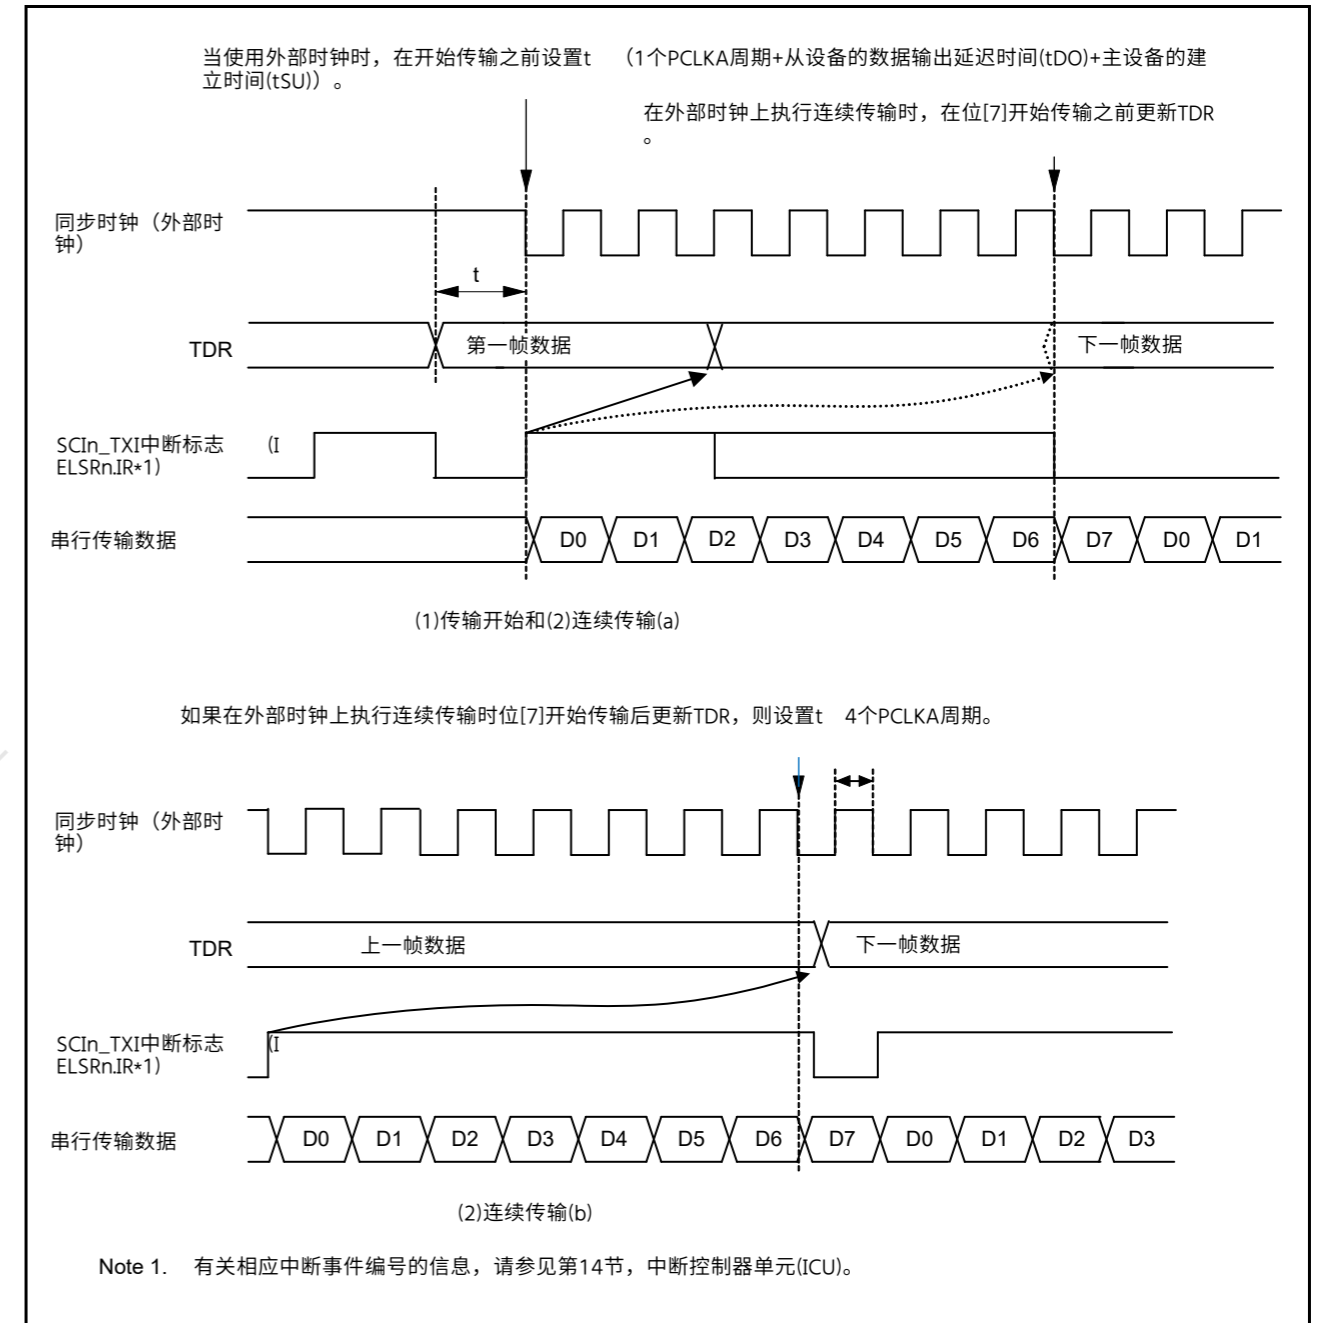 当使用外部时钟时，在开始传输之前设置t （1个PCLKA周期+从设备的数据输出延迟时间(tDO)+主设备的建
立时间(tSU)）。
在外部时钟上执行连续传输时，在位[7]开始传输之前更新TDR
。
同步时钟（外部时
钟）
t
TDR
第一帧数据
下一帧数据
SCIn_TXI中断标志 (I
ELSRn.IR*1)
串行传输数据
D0 D1 D2 D3 D4 D5 D6 D7 D0 D1
(1)传输开始和(2)连续传输(a)
如果在外部时钟上执行连续传输时位[7]开始传输后更新TDR，则设置t 4个PCLKA周期。
同步时钟（外部时
钟）
TDR
上一帧数据
下一帧数据
SCIn_TXI中断标志 (I
ELSRn.IR*1)
串行传输数据
D0 D1 D2 D3 D4 D5 D6 D7 D0 D1 D2 D3
(2)连续传输(b)
Note 1. 有关相应中断事件编号的信息，请参见第14节，中断控制器单元(ICU)。